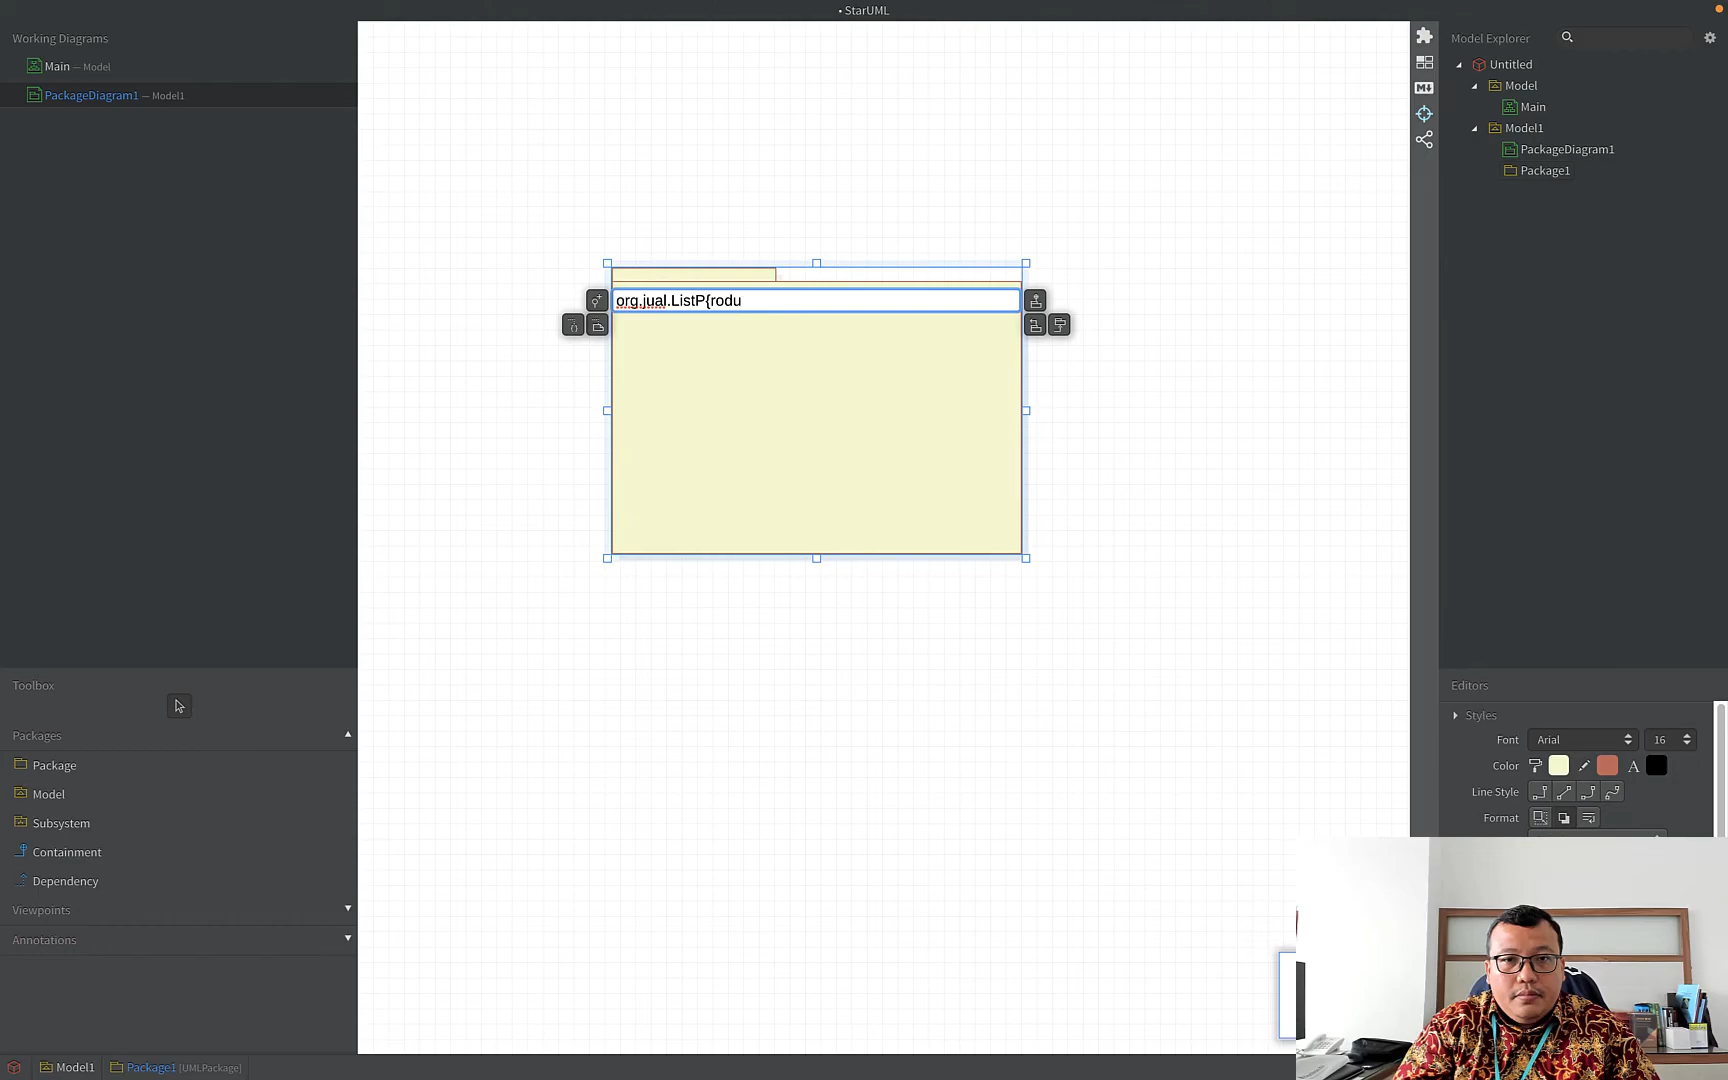 • StarUML
Working Diagrams
Main — Model
PackageDiagram1 — Model1
Toolbox
Packages
Package
Model
Subsystem
Containment
Dependency
Viewpoints
Annotations
Model1
Package1 [UMLPackage]
org.jual.ListP{rodu
Model Explorer
Untitled
Model
Main
Model1
PackageDiagram1
Package1
Editors
Styles
Font Arial 16
Color A
Line Style
Format
M